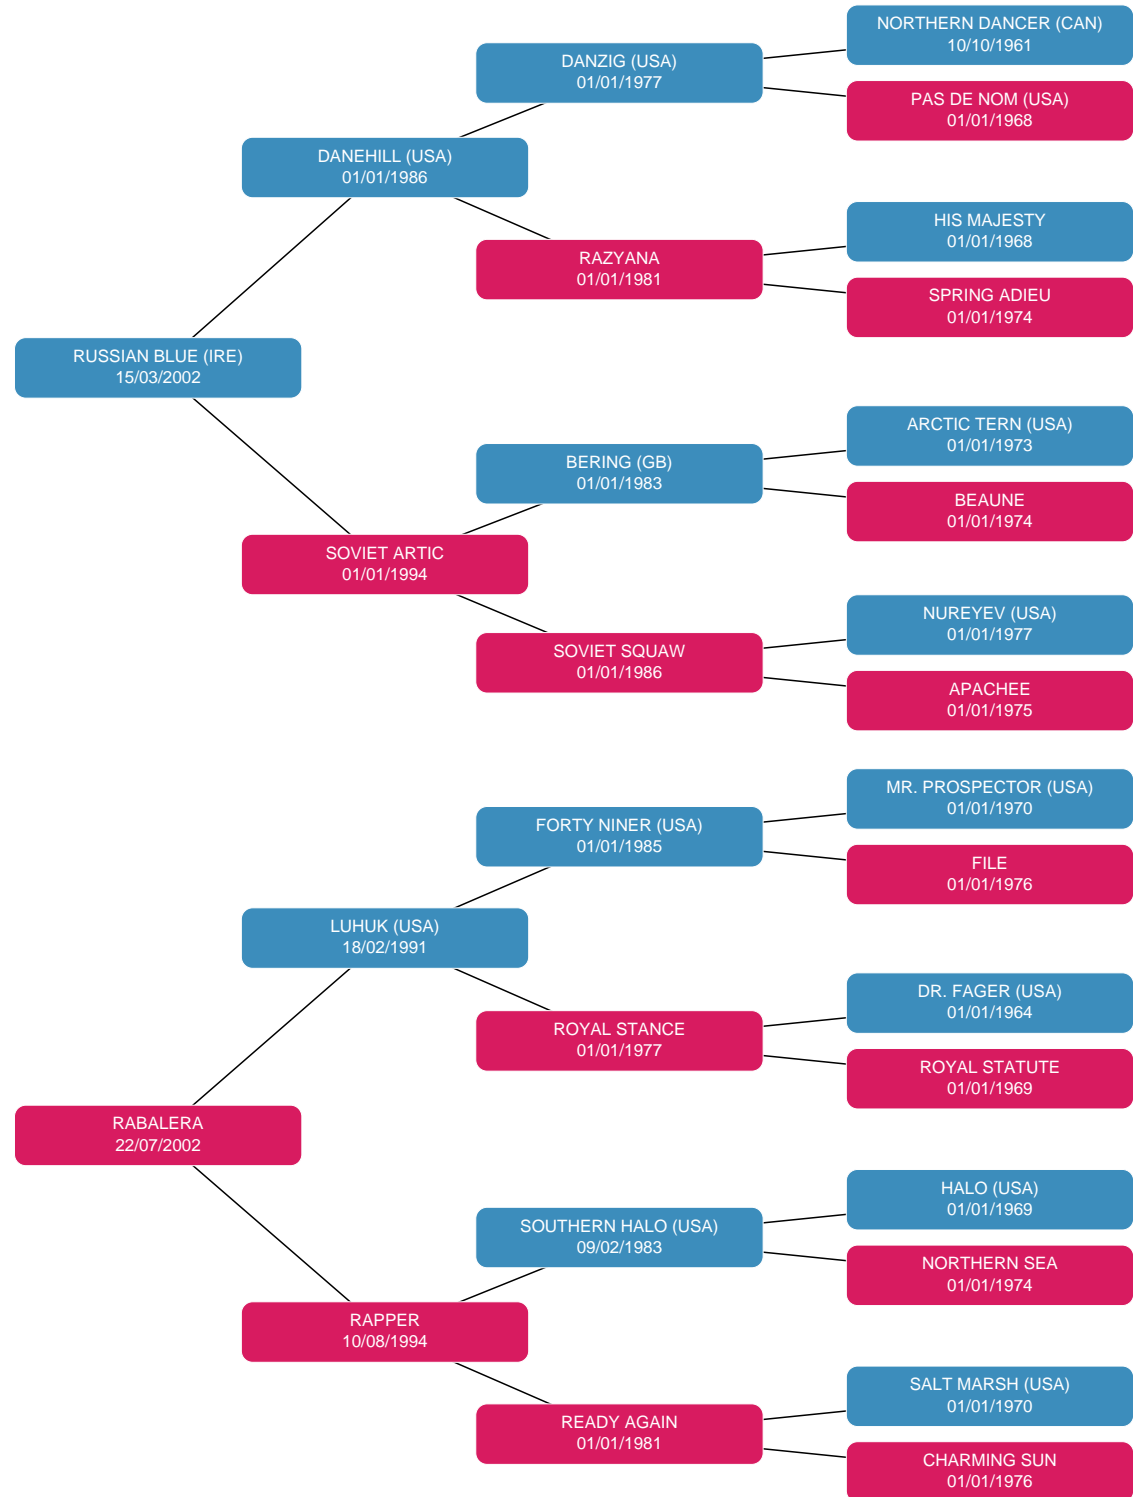 NORTHERN DANCER (CAN)
10/10/1961
DANZIG (USA)
01/01/1977
PAS DE NOM (USA)
01/01/1968
DANEHILL (USA)
01/01/1986
HIS MAJESTY
01/01/1968
RAZYANA
01/01/1981
SPRING ADIEU
01/01/1974
RUSSIAN BLUE (IRE)
15/03/2002
ARCTIC TERN (USA)
01/01/1973
BERING (GB)
01/01/1983
BEAUNE
01/01/1974
SOVIET ARTIC
01/01/1994
NUREYEV (USA)
01/01/1977
SOVIET SQUAW
01/01/1986
APACHEE
01/01/1975
MR. PROSPECTOR (USA)
01/01/1970
FORTY NINER (USA)
01/01/1985
FILE
01/01/1976
LUHUK (USA)
18/02/1991
DR. FAGER (USA)
01/01/1964
ROYAL STANCE
01/01/1977
ROYAL STATUTE
01/01/1969
RABALERA
22/07/2002
HALO (USA)
01/01/1969
SOUTHERN HALO (USA)
09/02/1983
NORTHERN SEA
01/01/1974
RAPPER
10/08/1994
SALT MARSH (USA)
01/01/1970
READY AGAIN
01/01/1981
CHARMING SUN
01/01/1976